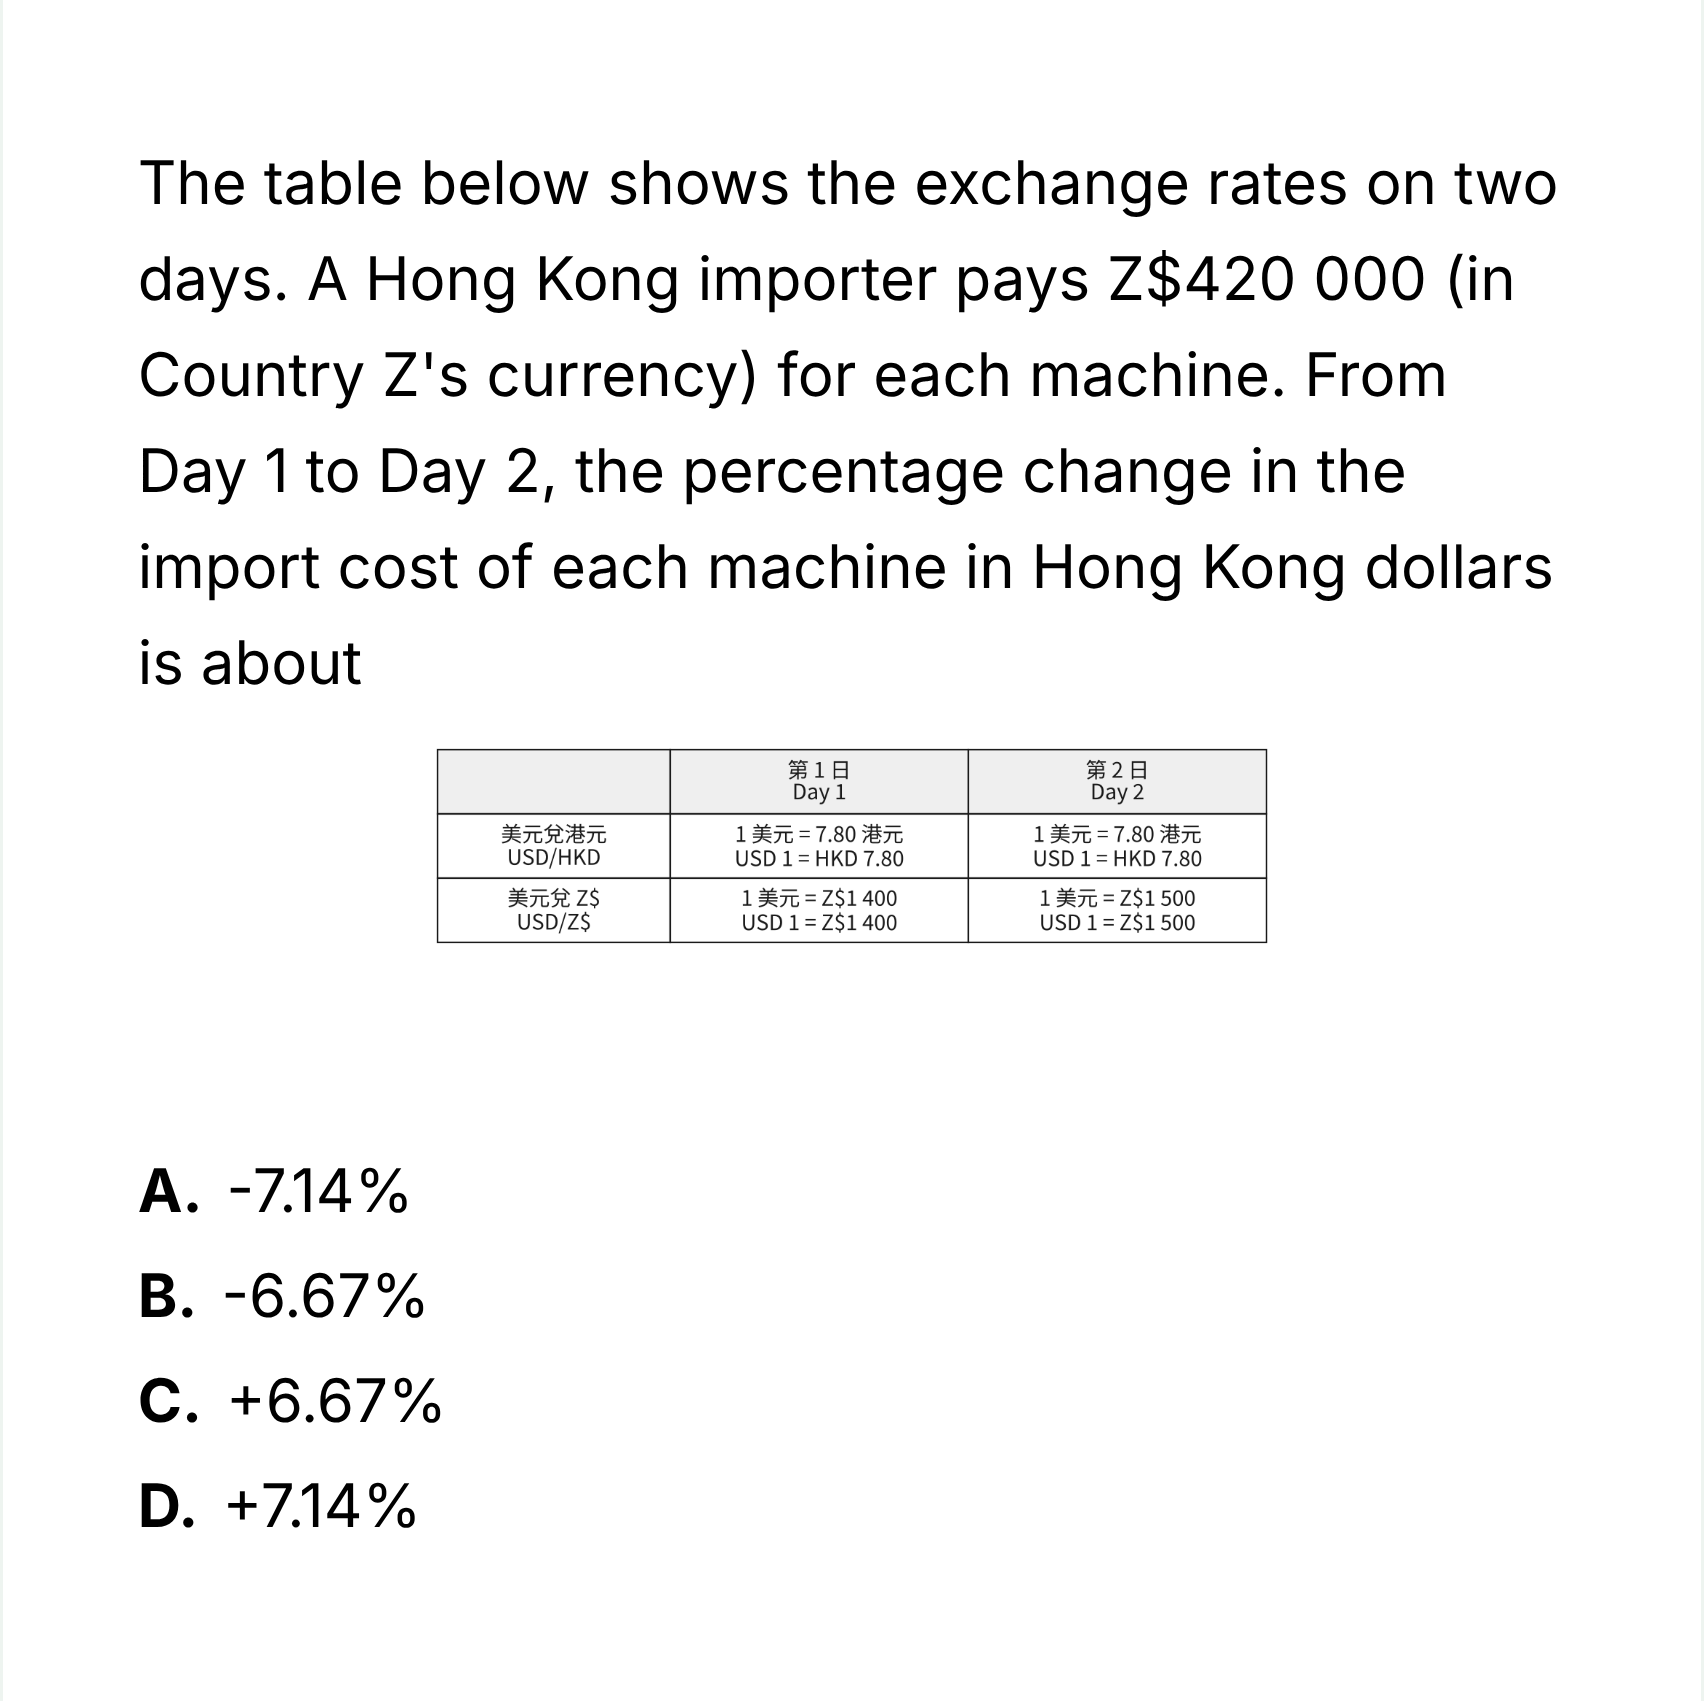 The table below shows the exchange rates on two
days. A Hong Kong importer pays Z$420 000 (in
Country Z's currency) for each machine. From
Day 1 to Day 2, the percentage change in the
import cost of each machine in Hong Kong dollars
is about
第 1 日 第 2 日
Day 1 Day 2
美元兌港元 1 美元 = 7.80 港元 1 美元 = 7.80 港元
USD/HKD USD 1 = HKD 7.80 USD 1 = HKD 7.80
美元兌 Z$ 1 美元 = Z$1 400 1 美元 = Z$1 500
USD/Z$ USD 1 = Z$1 400 USD 1 = Z$1 500
A. -7.14%
B. -6.67%
C. +6.67%
D. +7.14%